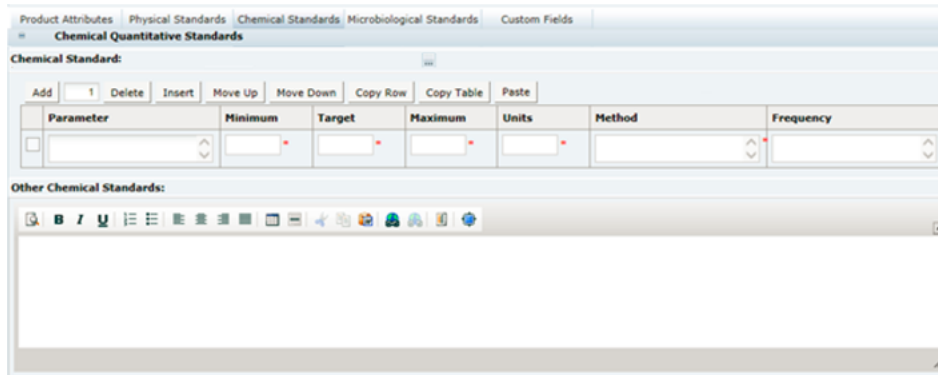 Product Attributes Physical Standards Chemical Standards Microbiological Standards Custom Fields
Chemical Quantitative Standards
Chemical Standard: ...
Add 1 Delete Insert Move Up Move Down Copy Row Copy Table Paste
Parameter Minimum Target Maximum Units Method Frequency
* * * * *
Other Chemical Standards:
B I U